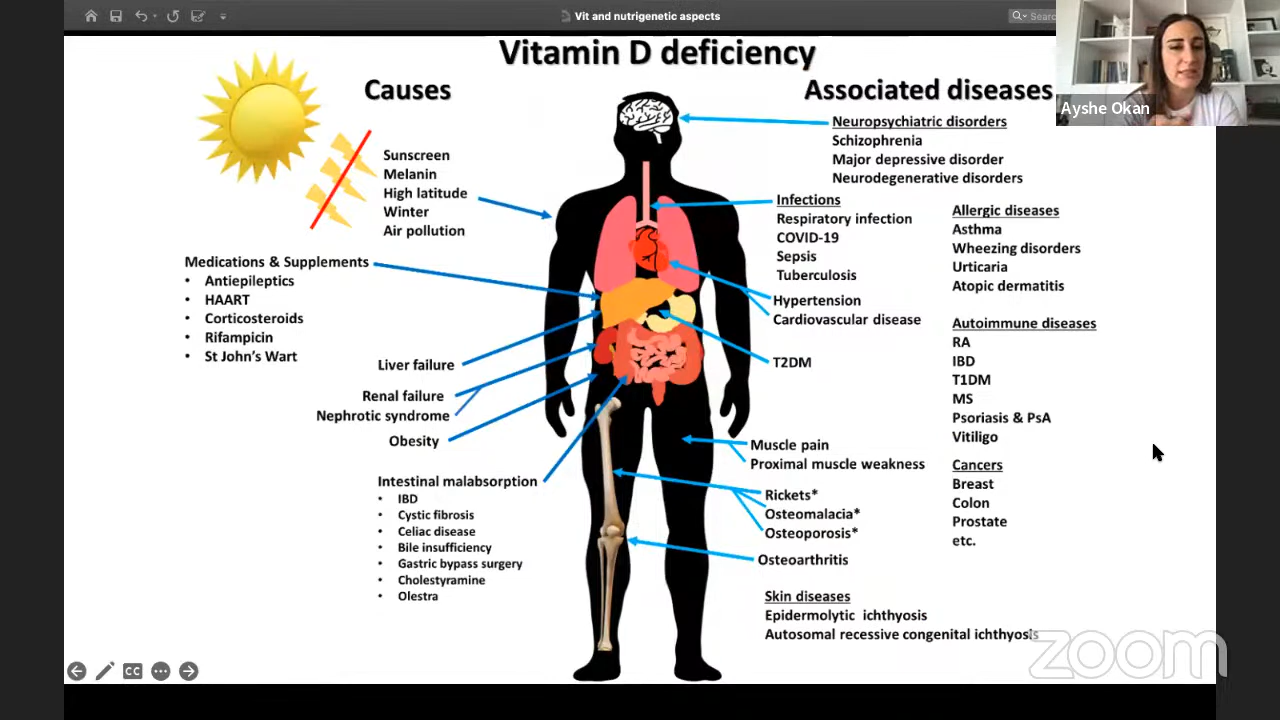 Vit and nutrigenetic aspects
Vitamin D deficiency
Causes
Sunscreen
Melanin
High latitude
Winter
Air pollution
Medications & Supplements
• Antiepileptics
• HAART
• Corticosteroids
• Rifampicin
• St John's Wart
Liver failure
Renal failure
Nephrotic syndrome
Obesity
Intestinal malabsorption
• IBD
• Cystic fibrosis
• Celiac disease
• Bile insufficiency
• Gastric bypass surgery
• Cholestyramine
• Olestra
Associated diseases
Neuropsychiatric disorders
Schizophrenia
Major depressive disorder
Neurodegenerative disorders
Infections
Respiratory infection
COVID-19
Sepsis
Tuberculosis
Hypertension
Cardiovascular disease
T2DM
Muscle pain
Proximal muscle weakness
Rickets*
Osteomalacia*
Osteoporosis*
Osteoarthritis
Skin diseases
Epidermolytic ichthyosis
Autosomal recessive congenital ichthyosis
Allergic diseases
Asthma
Wheezing disorders
Urticaria
Atopic dermatitis
Autoimmune diseases
RA
IBD
T1DM
MS
Psoriasis & PsA
Vitiligo
Cancers
Breast
Colon
Prostate
etc.
Ayshe Okan
CC
zoom